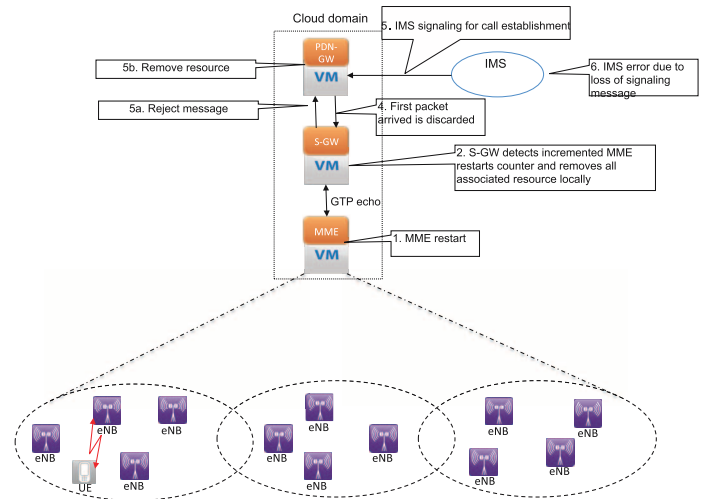 Cloud domain
5. IMS signaling for call establishment
PDN-
GW
VM
5b. Remove resource
IMS
6. IMS error due to
loss of signaling
message
5a. Reject message
4. First packet
arrived is discarded
S-GW
VM
2. S-GW detects incremented MME
restarts counter and removes all
associated resource locally
GTP echo
MME
VM
1. MME restart
eNB
eNB
eNB
eNB
UE
eNB
eNB
eNB
eNB
eNB
eNB
eNB
eNB